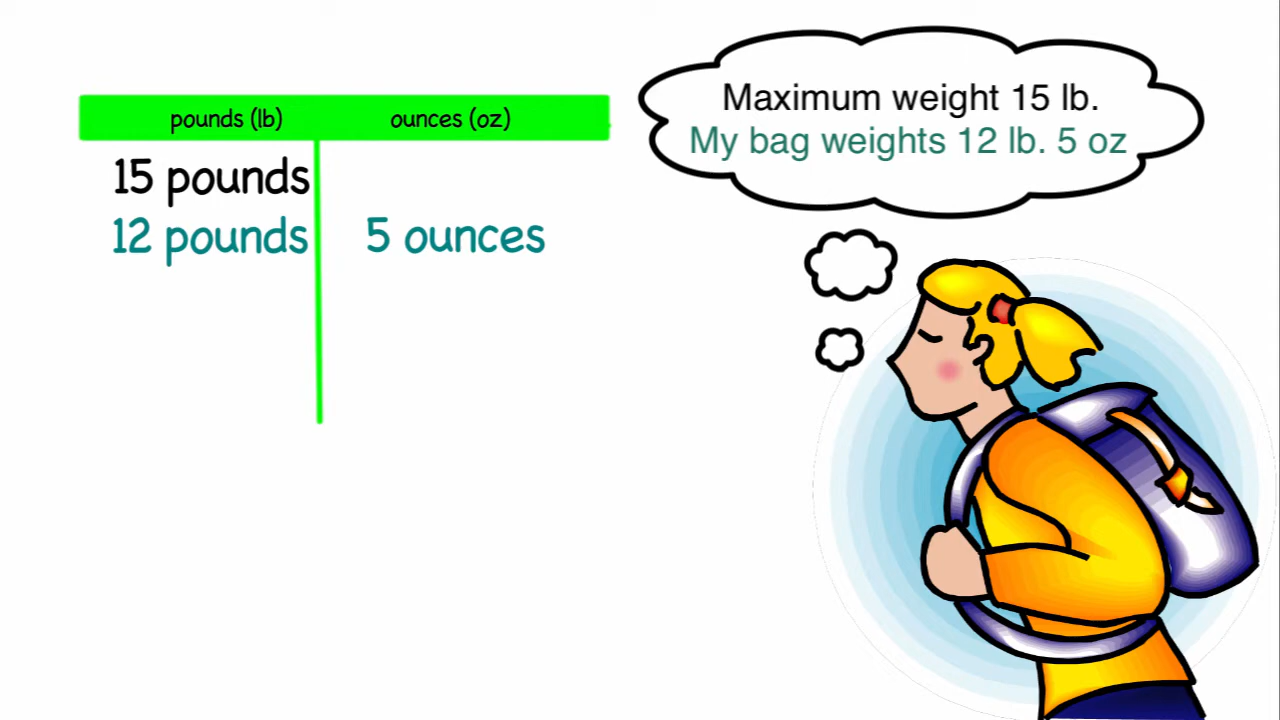 pounds (lb) ounces (oz)
15 pounds
12 pounds 5 ounces
Maximum weight 15 lb.
My bag weights 12 lb. 5 oz